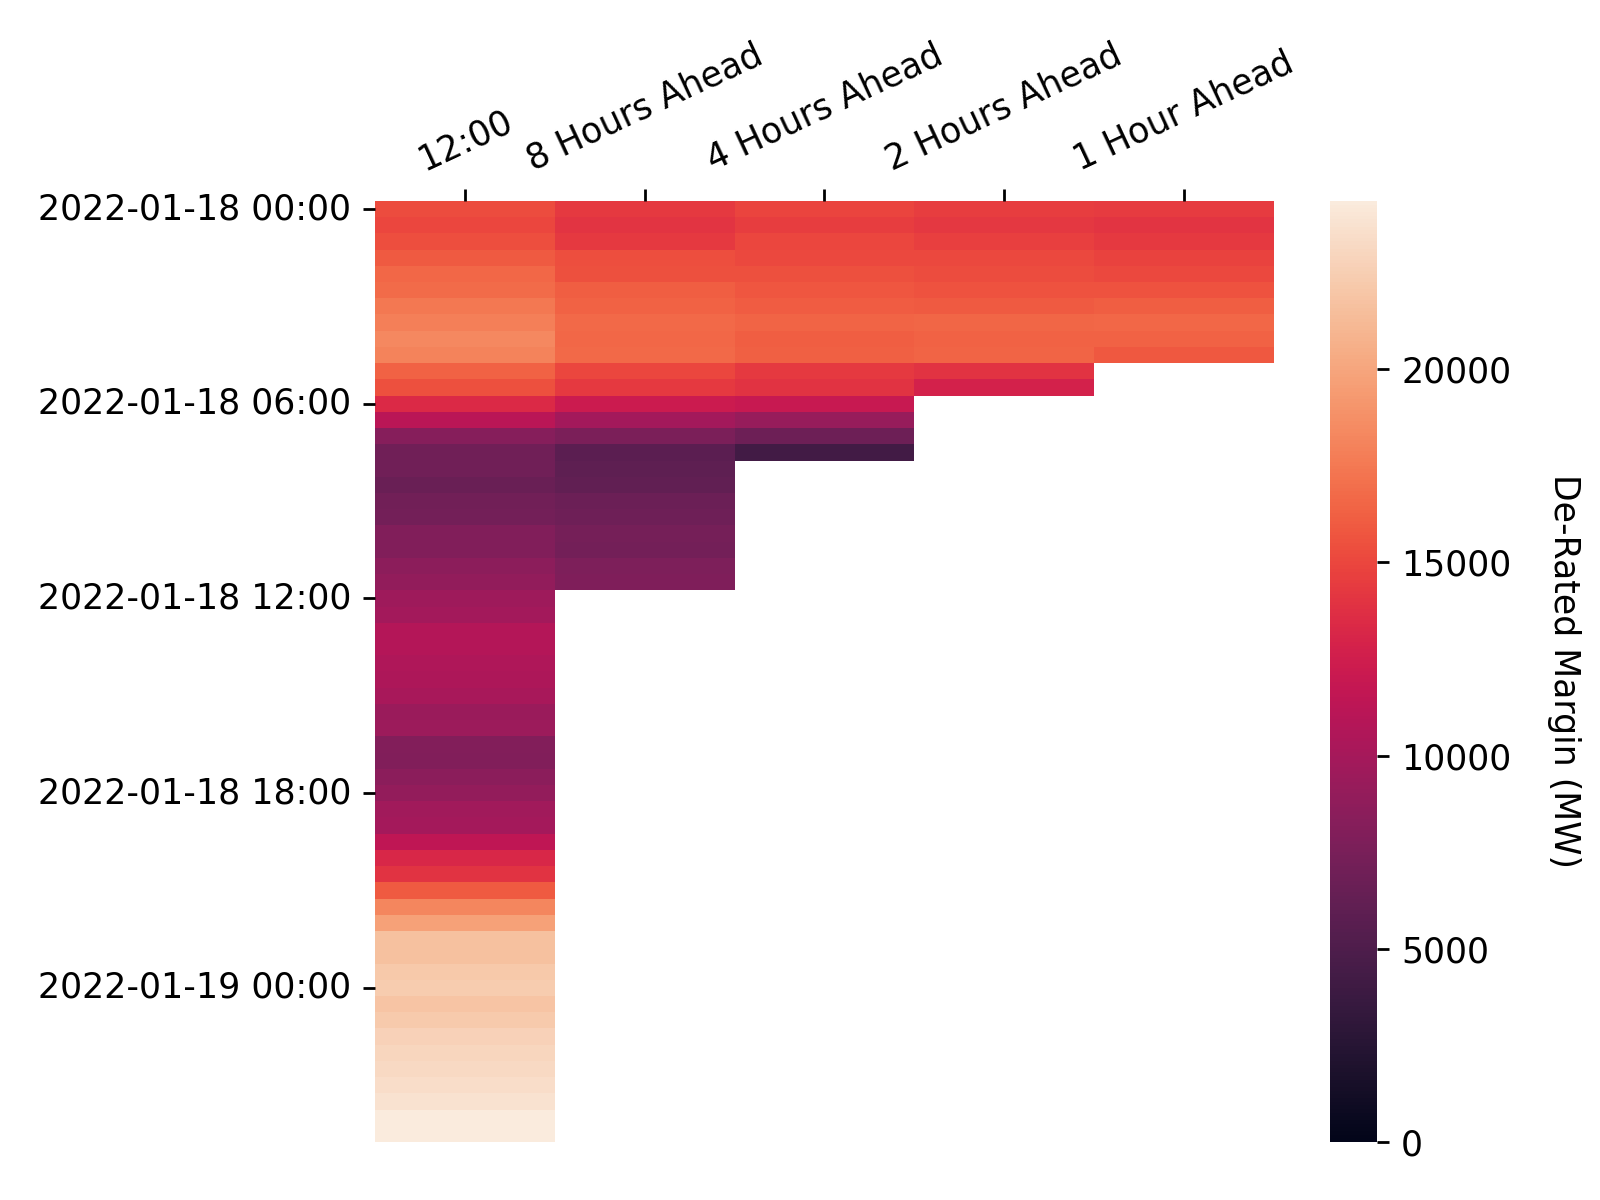 12:00
8 Hours Ahead
4 Hours Ahead
2 Hours Ahead
1 Hour Ahead
2022-01-18 00:00
2022-01-18 06:00
2022-01-18 12:00
2022-01-18 18:00
2022-01-19 00:00
20000
15000
10000
5000
0
De-Rated Margin (MW)